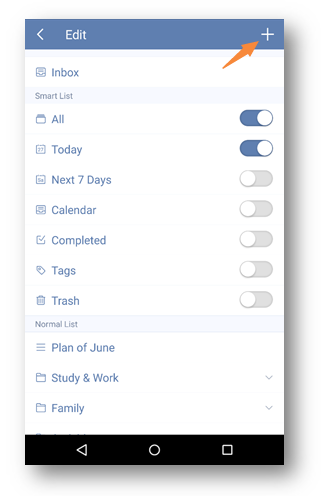 Edit
Inbox
Smart List
All
Today
Next 7 Days
Calendar
Completed
Tags
Trash
Normal List
Plan of June
Study & Work
Family